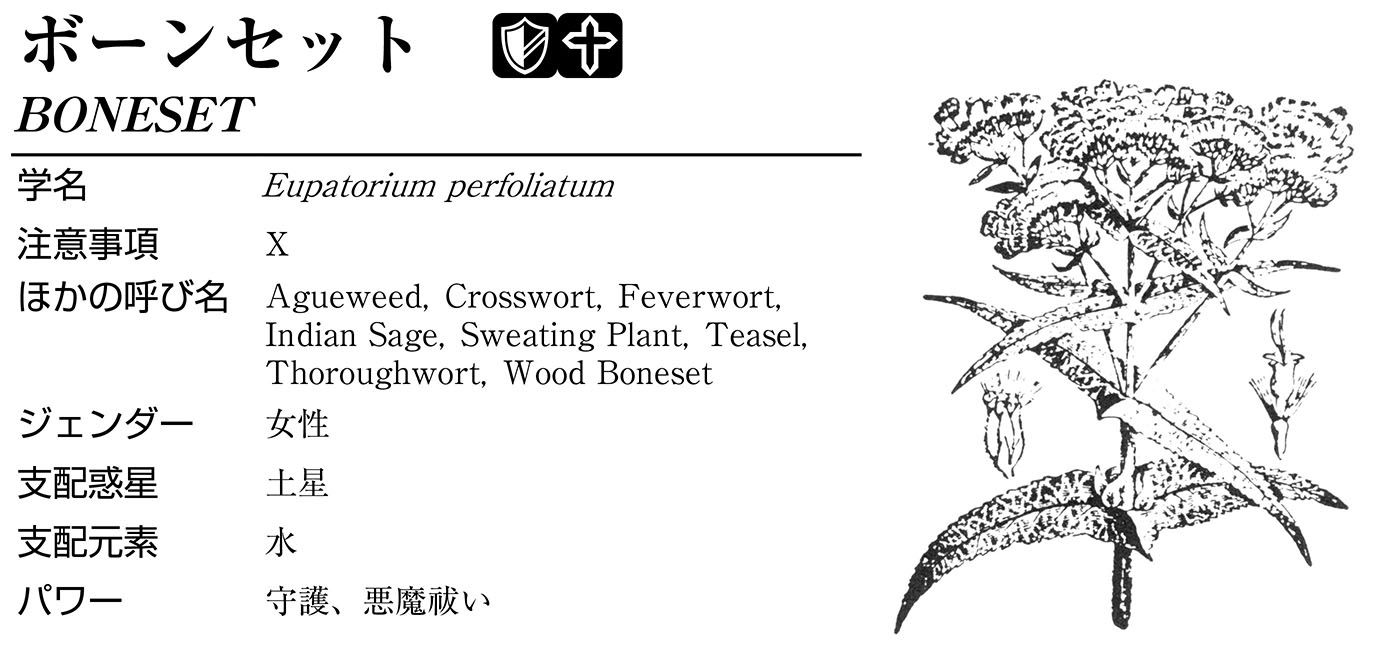 ボーンセット
BONESET
学名 Eupatorium perfoliatum
注意事項 X
ほかの呼び名 Agueweed, Crosswort, Feverwort,
Indian Sage, Sweating Plant, Teasel,
Thoroughwort, Wood Boneset
ジェンダー 女性
支配惑星 土星
支配元素 水
パワー 守護、悪魔祓い